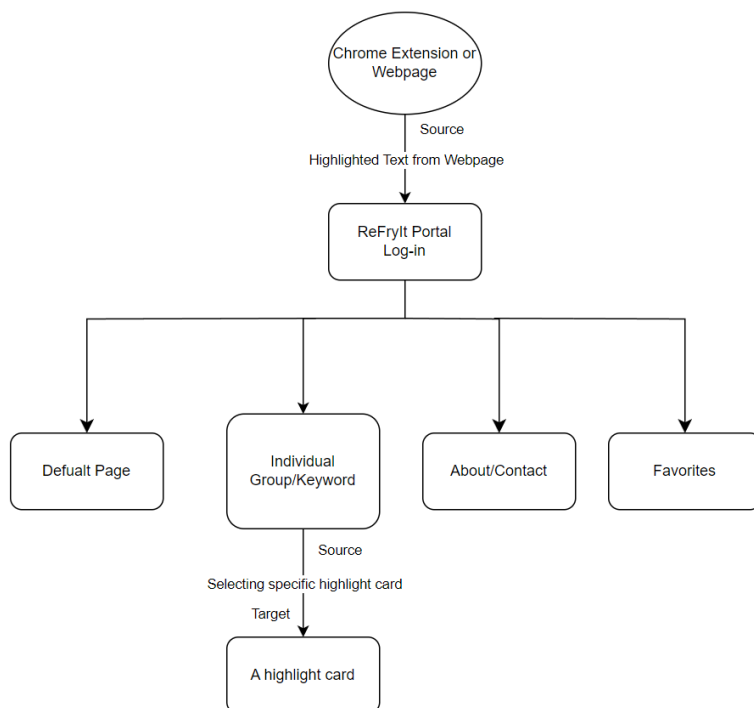 Chrome Extension or
Webpage
Source
Highlighted Text from Webpage
ReFryIt Portal
Log-in
Defualt Page
Individual
Group/Keyword
About/Contact
Favorites
Source
Selecting specific highlight card
Target
A highlight card